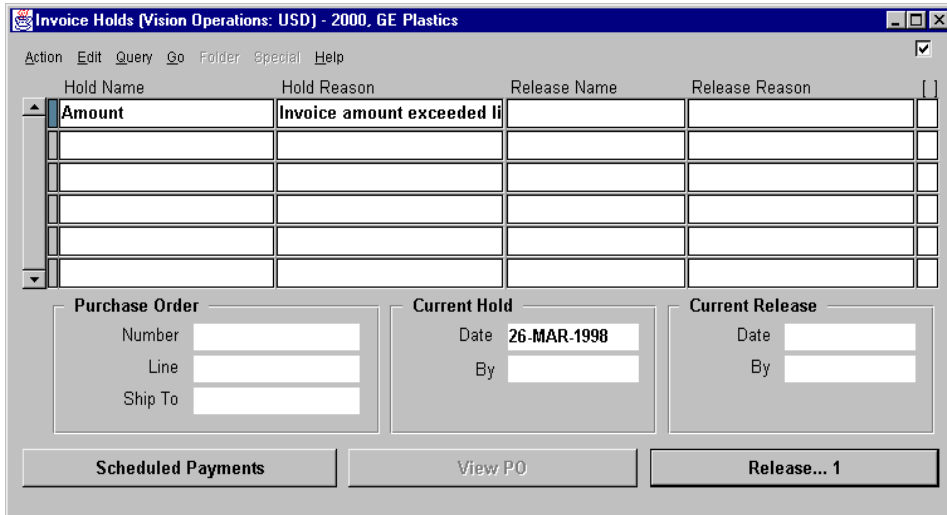 Invoice Holds (Vision Operations: USD) - 2000, GE Plastics
Action Edit Query Go Folder Special Help
Hold Name Hold Reason Release Name Release Reason [ ]
Amount Invoice amount exceeded li
Purchase Order Current Hold Current Release
Number Date 26-MAR-1998 Date
Line By By
Ship To
Scheduled Payments View PO Release... 1